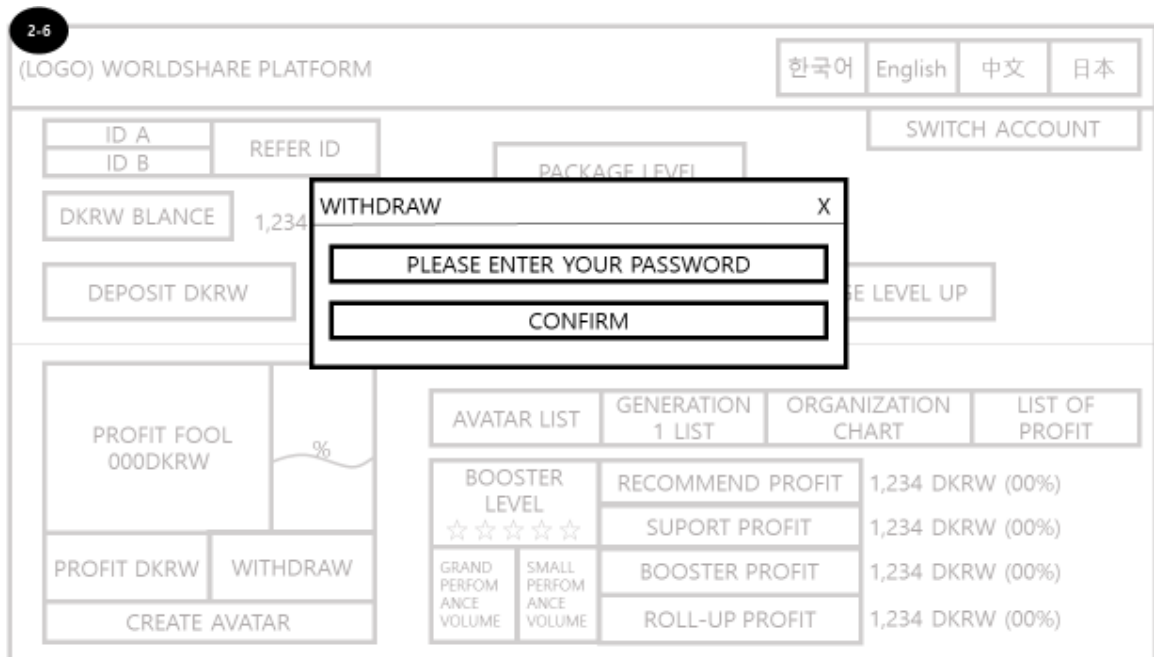 2-6
(LOGO) WORLDSHARE PLATFORM
한국어
English
中文
日本
SWITCH ACCOUNT
ID A
ID B
REFER ID
PACKAGE LEVEL
DKRW BLANCE
1,234
WITHDRAW
X
PLEASE ENTER YOUR PASSWORD
CONFIRM
DEPOSIT DKRW
LEVEL UP
PROFIT FOOL
000DKRW
%
AVATAR LIST
GENERATION
1 LIST
ORGANIZATION
CHART
LIST OF
PROFIT
BOOSTER
LEVEL
☆☆☆☆☆
RECOMMEND PROFIT
1,234 DKRW (00%)
SUPORT PROFIT
1,234 DKRW (00%)
BOOSTER PROFIT
1,234 DKRW (00%)
ROLL-UP PROFIT
1,234 DKRW (00%)
GRAND
PERFOM
ANCE
VOLUME
SMALL
PERFOM
ANCE
VOLUME
PROFIT DKRW
WITHDRAW
CREATE AVATAR